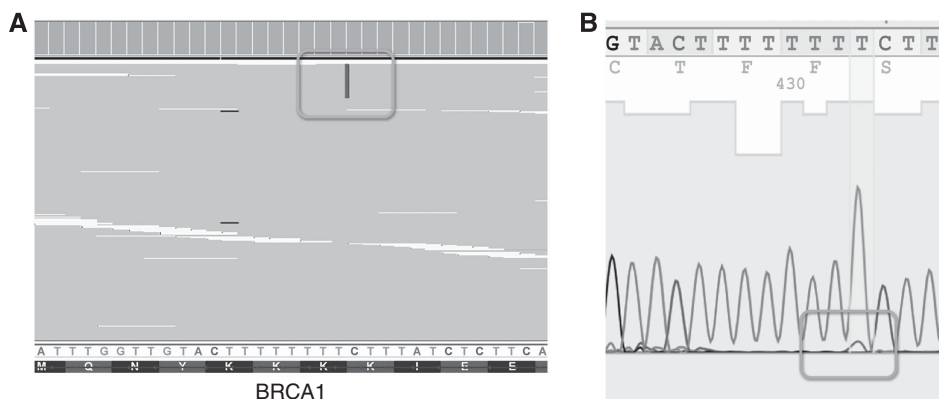 A
A T T T G G T T G T A C T T T T T T T T C T T T A T C T C T T C A
M Q N Y K K K K I E E
BRCA1
B
G T A C T T T T T T T T C T T
C T F F S
430